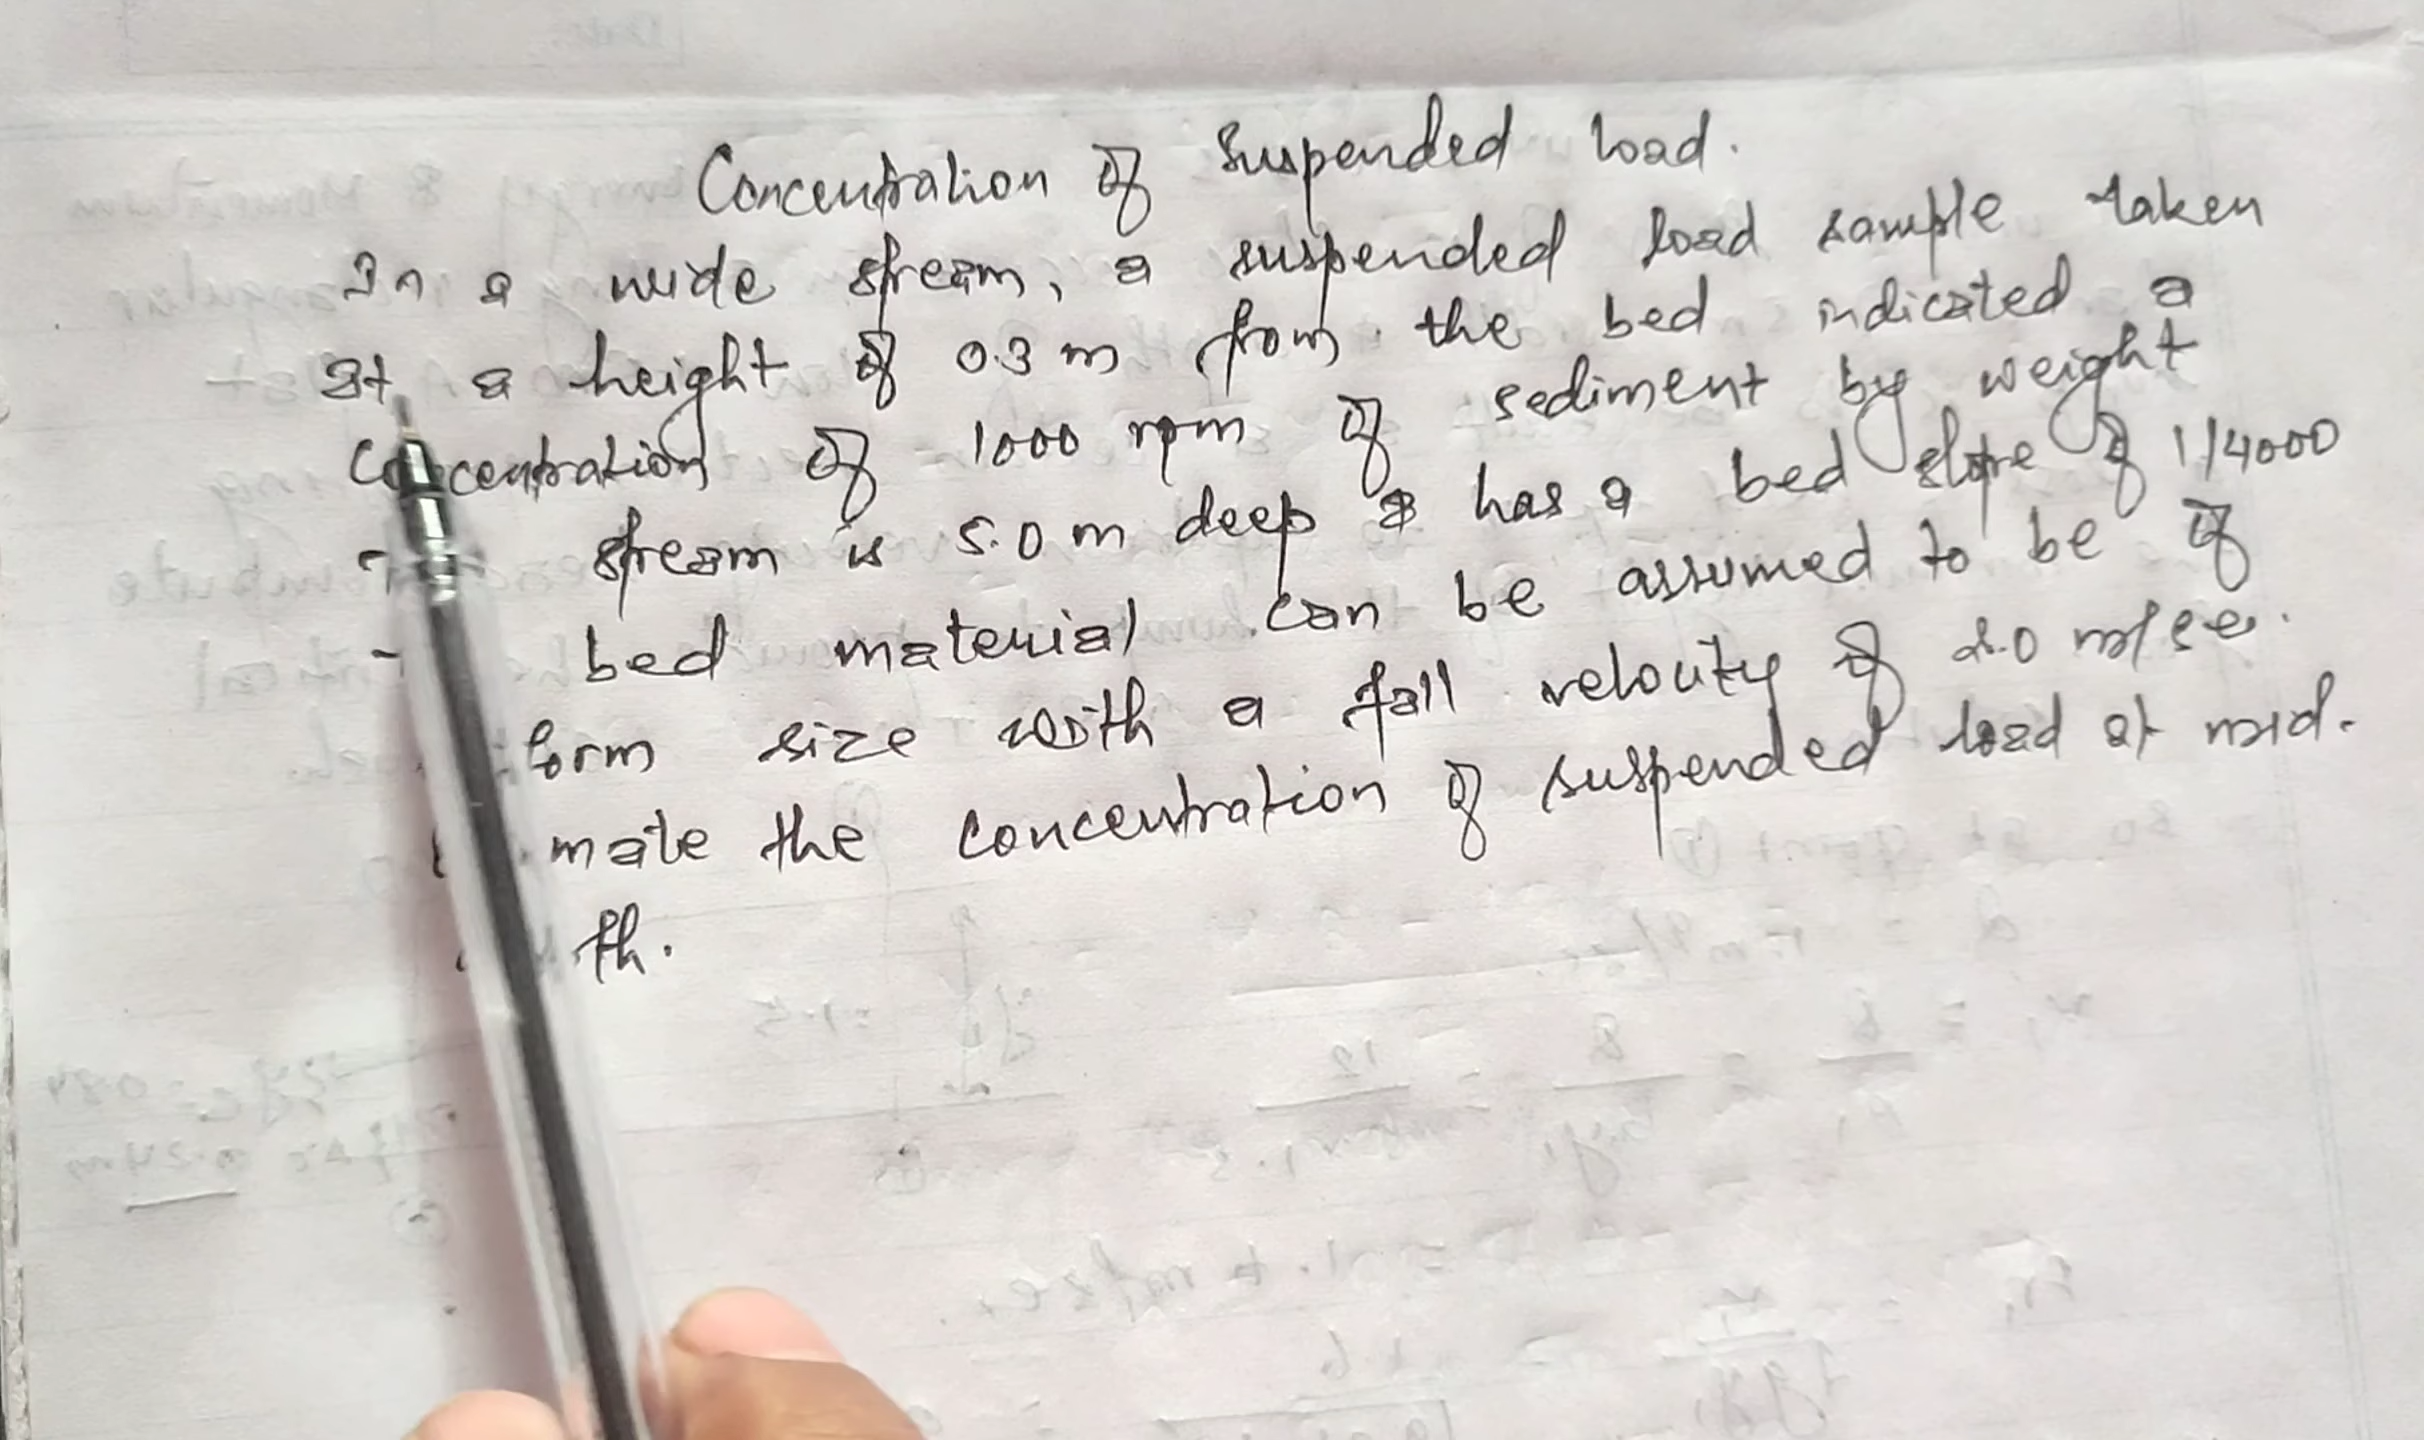 Concentration of suspended load.
In a wide stream, a suspended load sample taken
at a height of 0.3 m from the bed indicated a
Concentration of 1000 rpm of sediment by weight
stream is 5.0 m deep & has a bed slope of 1/4000
bed material can be assumed to be of
form size with a fall velocity of 2.0 m/sec.
mate the concentration of suspended load at mid.
th.